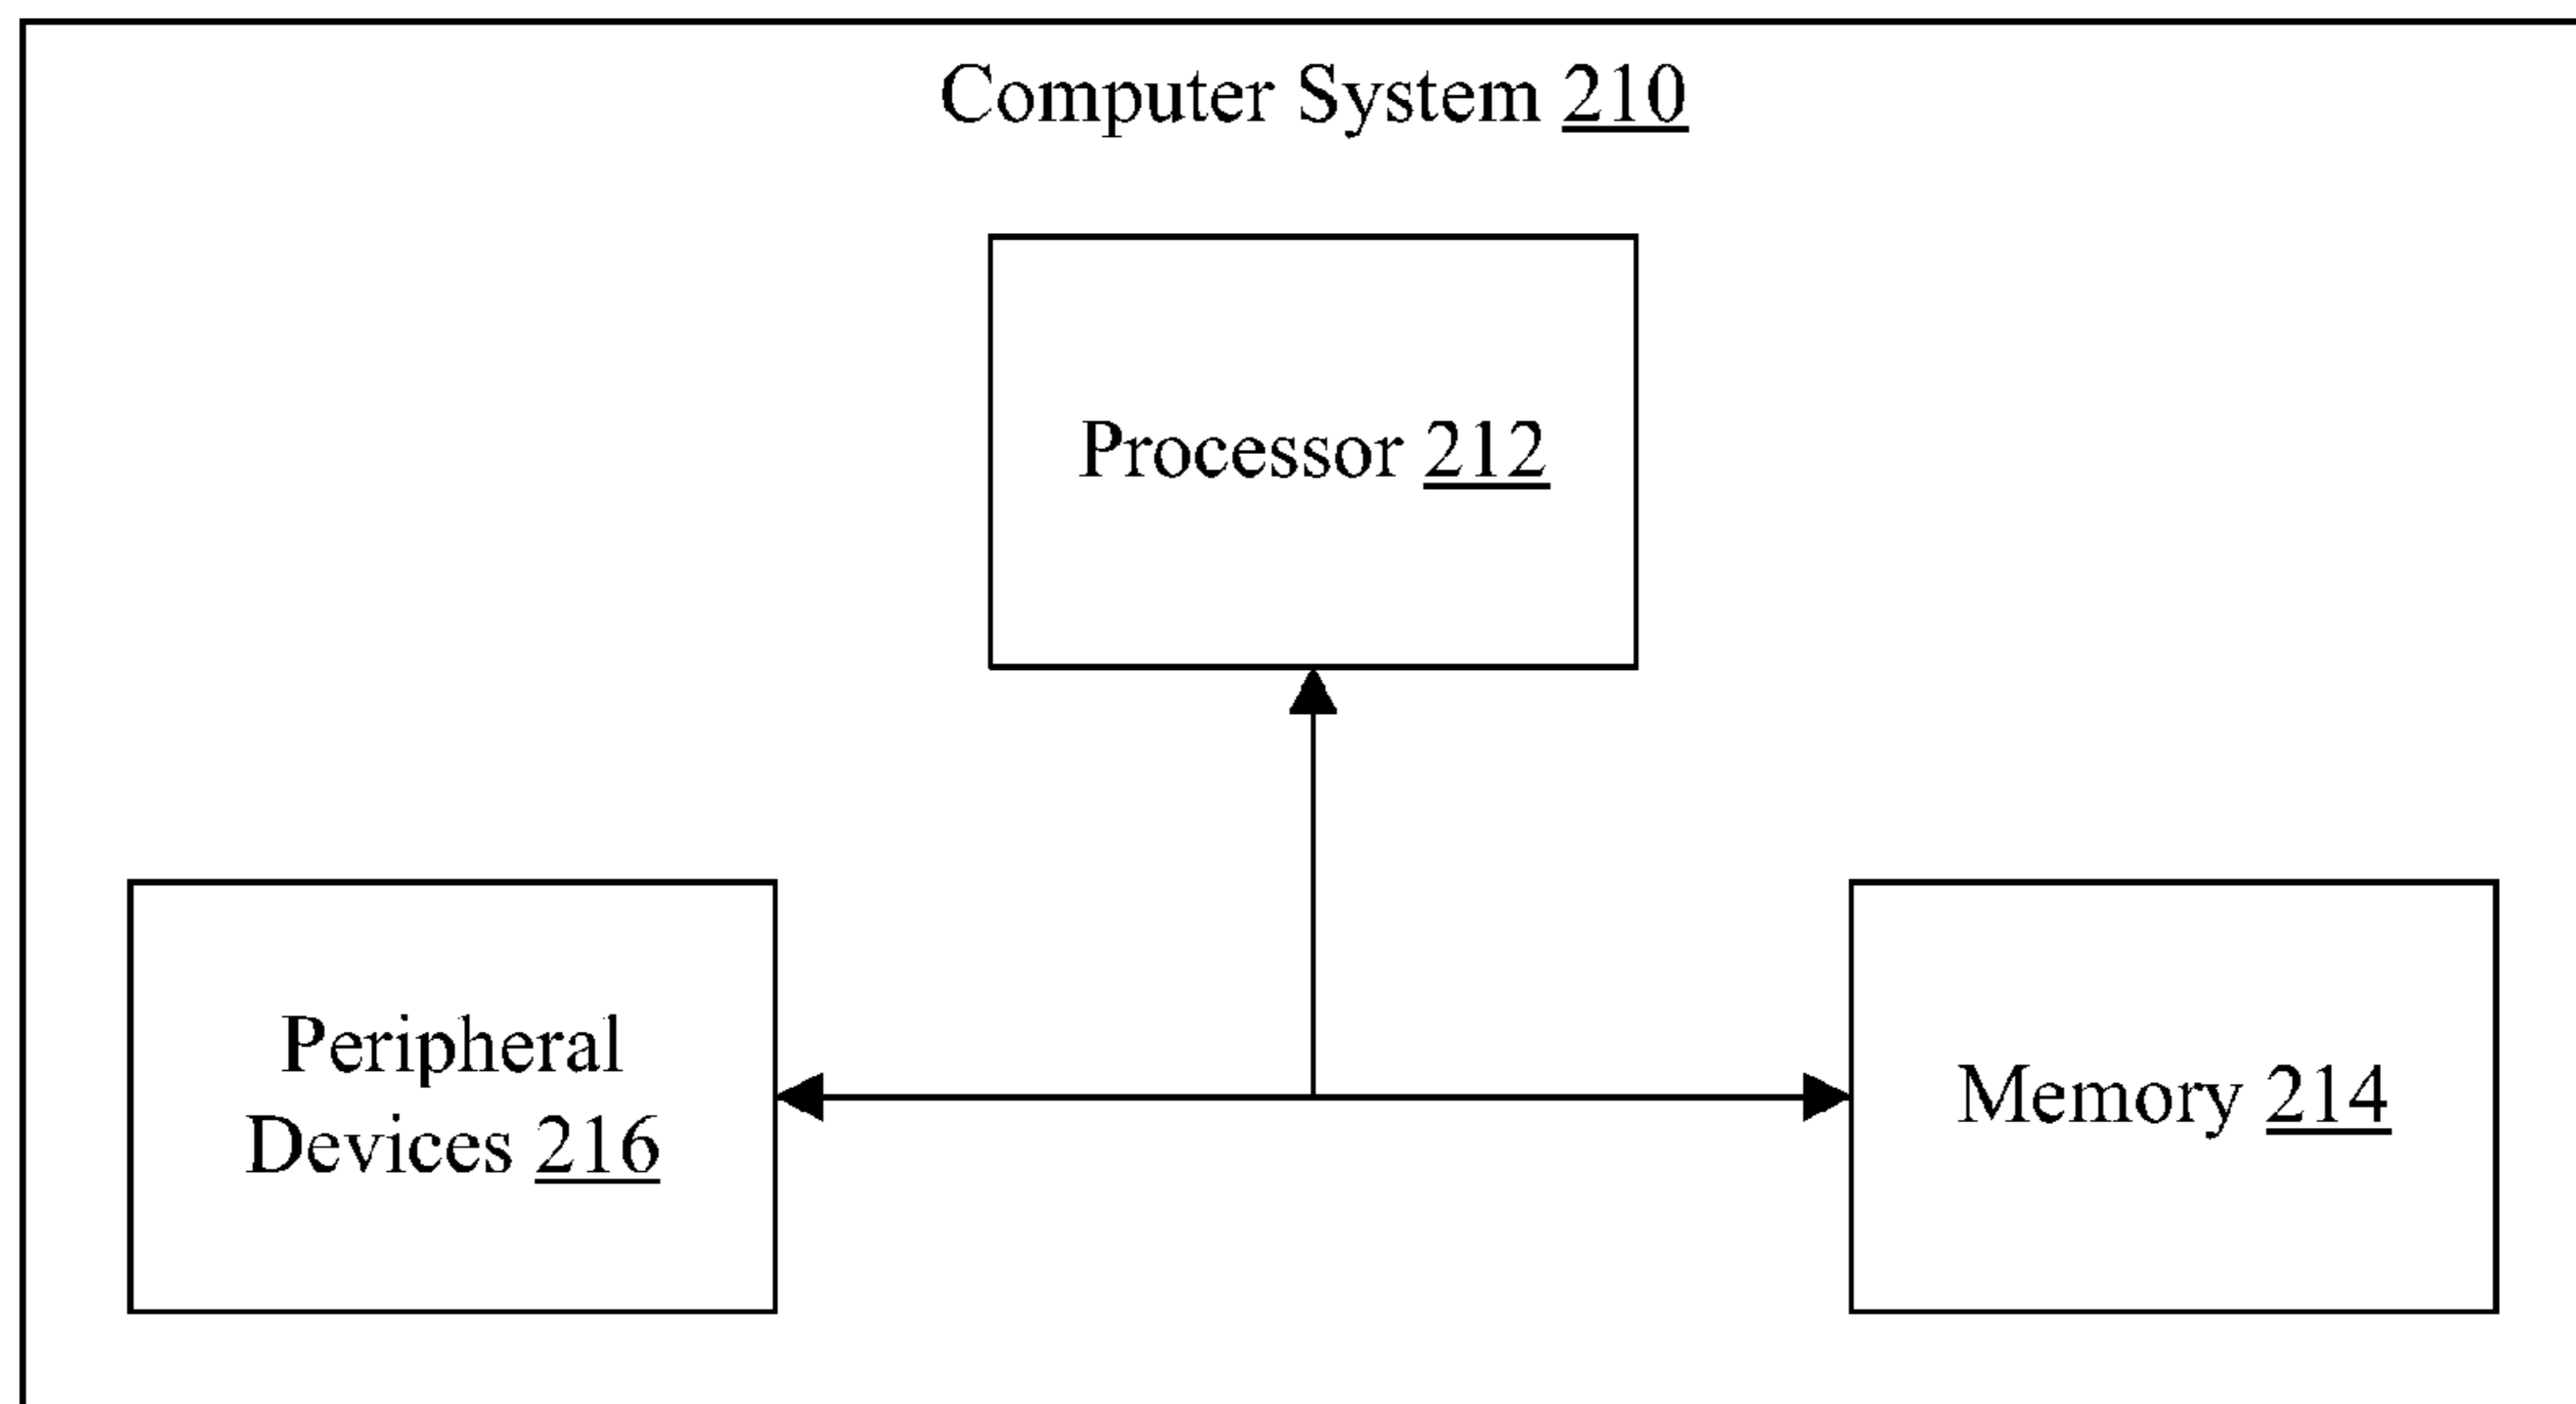 Computer System 210
Processor 212
Peripheral
Devices 216
Memory 214